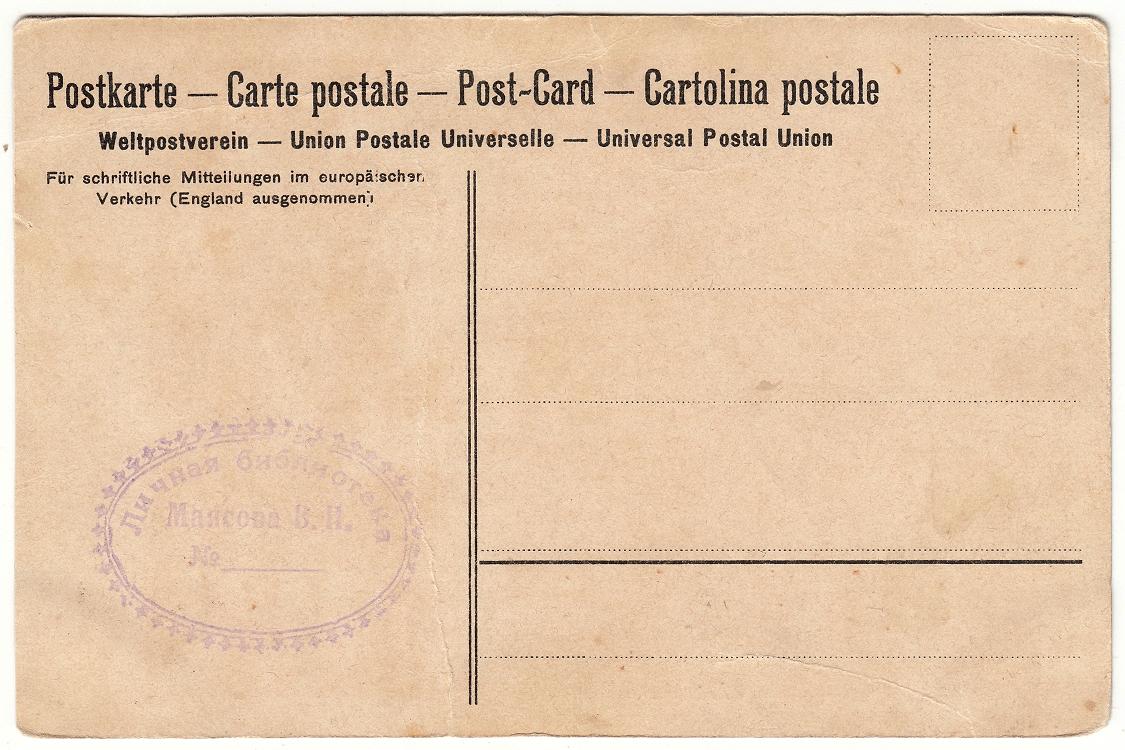 Postkarte — Carte postale — Post-Card — Cartolina postale
Weltpostverein — Union Postale Universelle — Universal Postal Union
Für schriftliche Mitteilungen im europäischen
Verkehr (England ausgenommen)
Личная библиотека
№